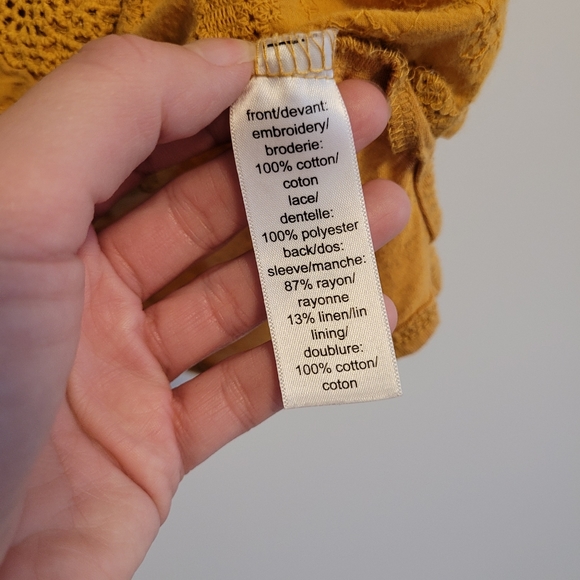 front/devant:
embroidery/
broderie:
100% cotton/
coton
lace/
dentelle:
100% polyester
back/dos:
sleeve/manche:
87% rayon/
rayonne
13% linen/lin
lining/
doublure:
100% cotton/
coton